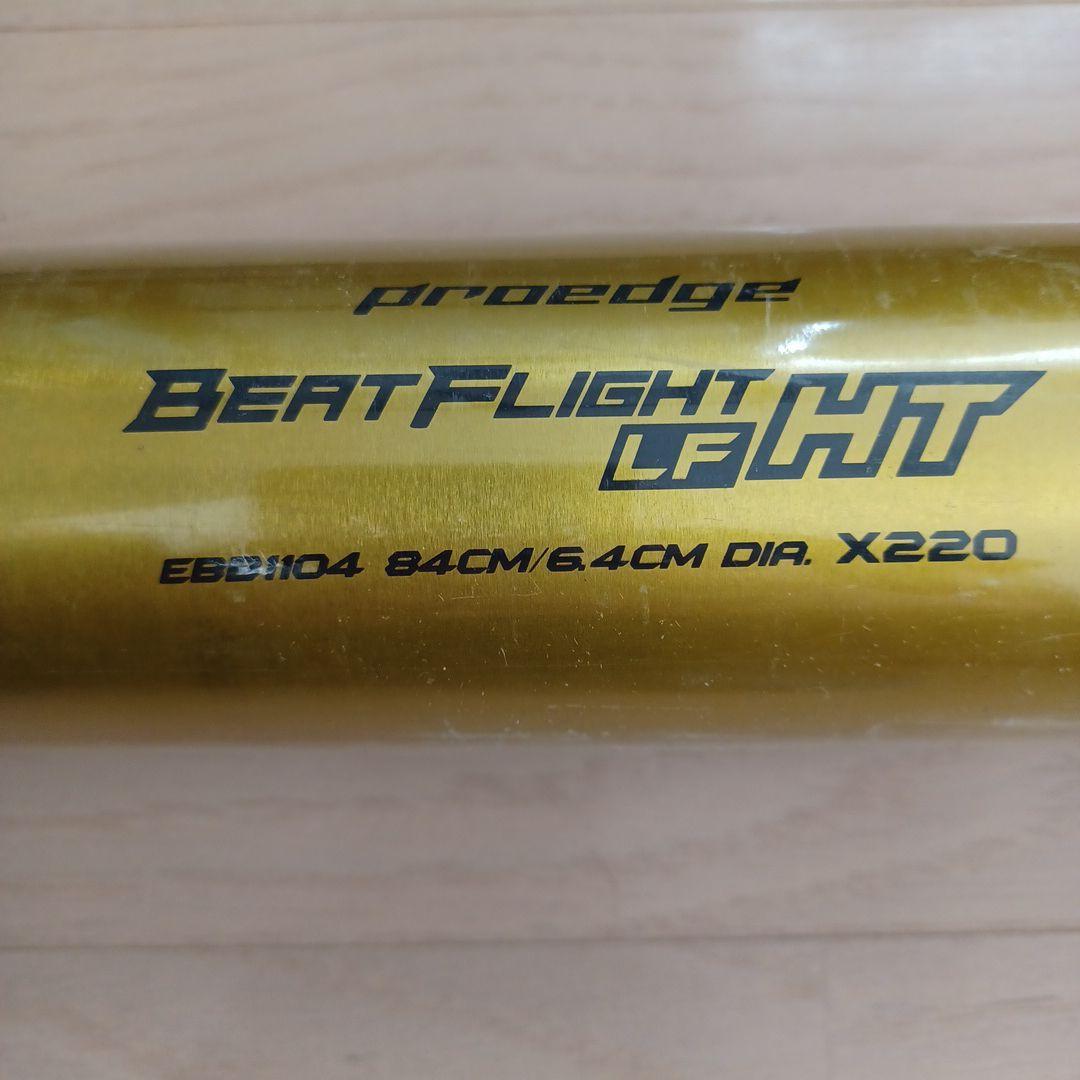 proedge
BEATFLIGHT
LF HT
EBB1104 84CM/6.4CM DIA. X220